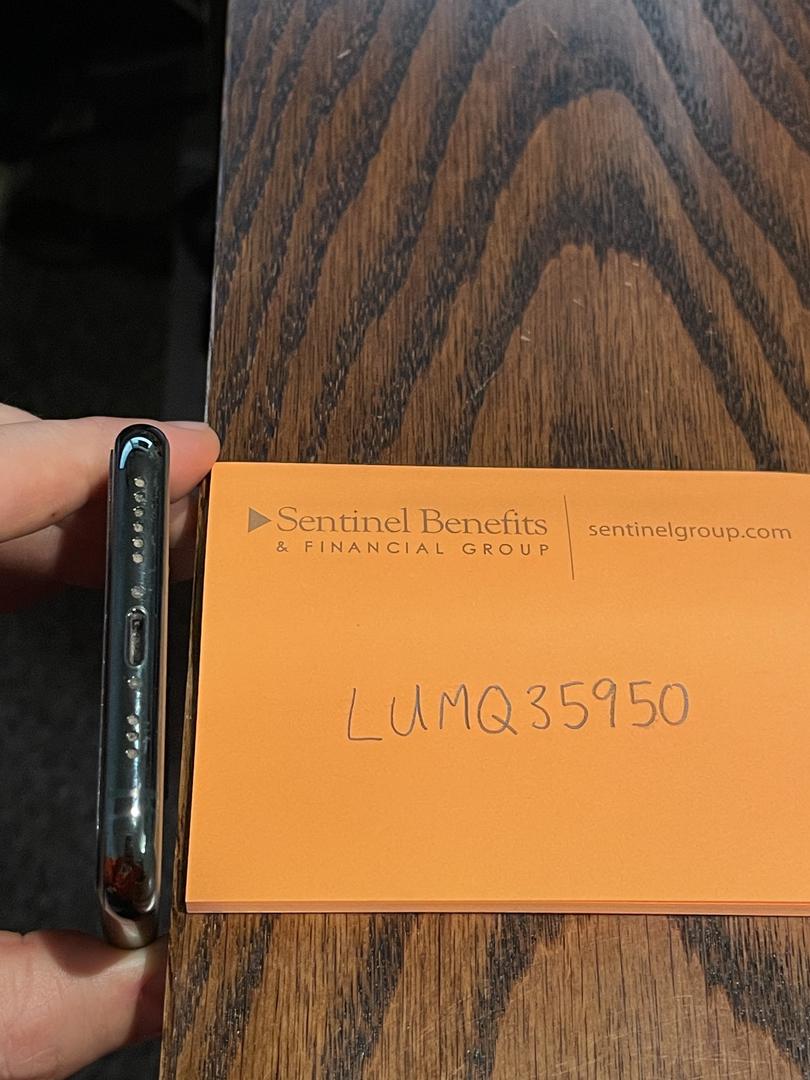 Sentinel Benefits
& FINANCIAL GROUP
sentinelgroup.com
LUMQ35950